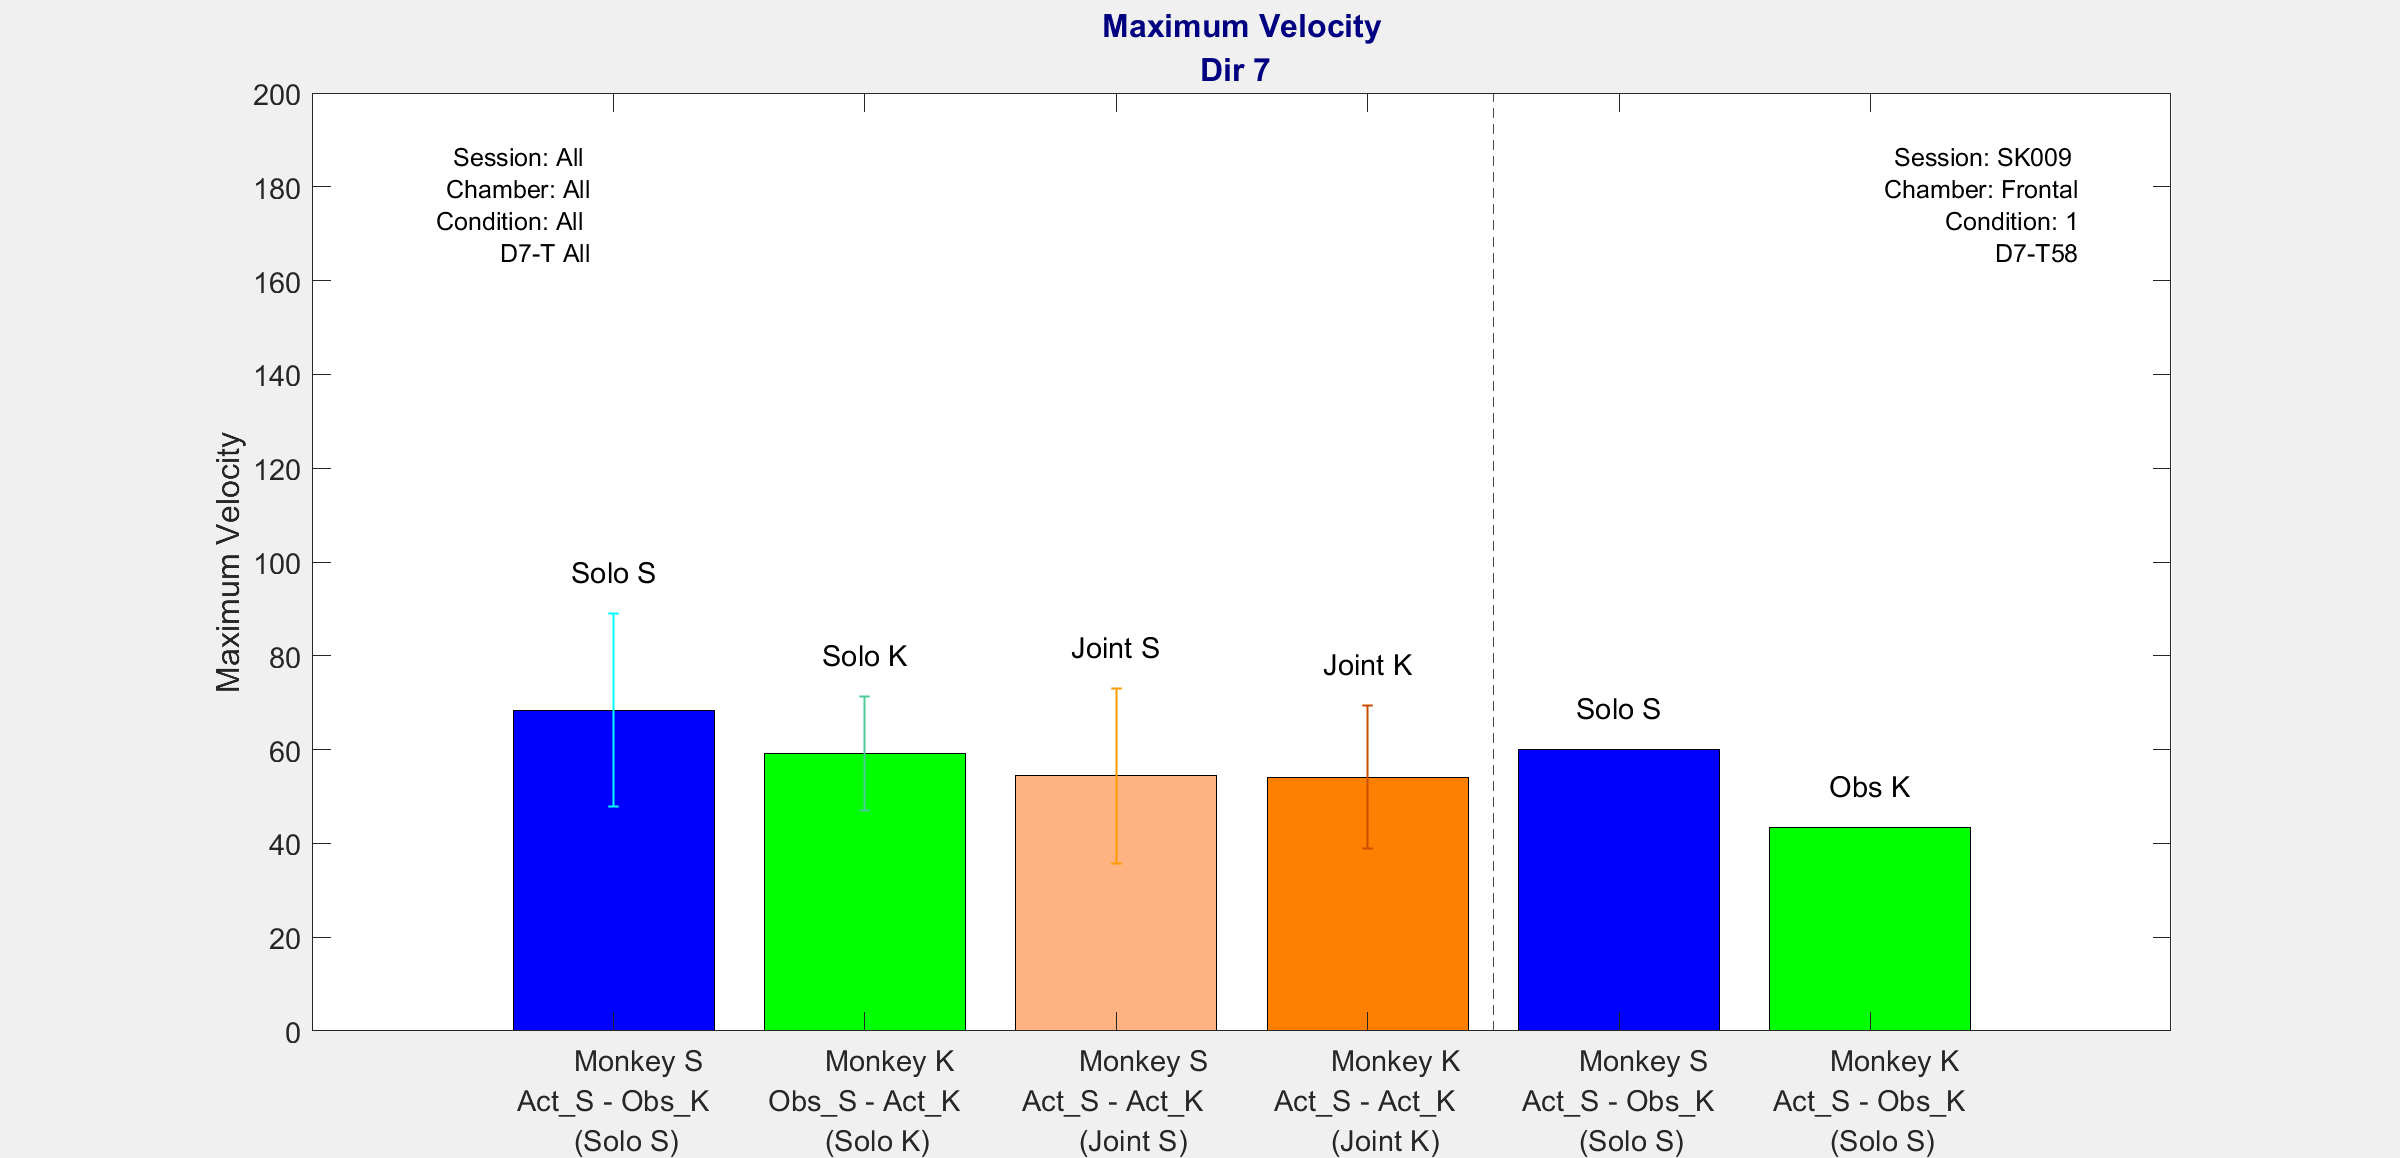 Maximum Velocity
Dir 7
Maximum Velocity
200
180
160
140
120
100
80
60
40
20
0
Session: All
Chamber: All
Condition: All
D7-T All
Session: SK009
Chamber: Frontal
Condition: 1
D7-T58
Solo S
Solo K
Joint S
Joint K
Solo S
Obs K
Monkey S
Act_S - Obs_K
(Solo S)
Monkey K
Obs_S - Act_K
(Solo K)
Monkey S
Act_S - Act_K
(Joint S)
Monkey K
Act_S - Act_K
(Joint K)
Monkey S
Act_S - Obs_K
(Solo S)
Monkey K
Act_S - Obs_K
(Solo S)